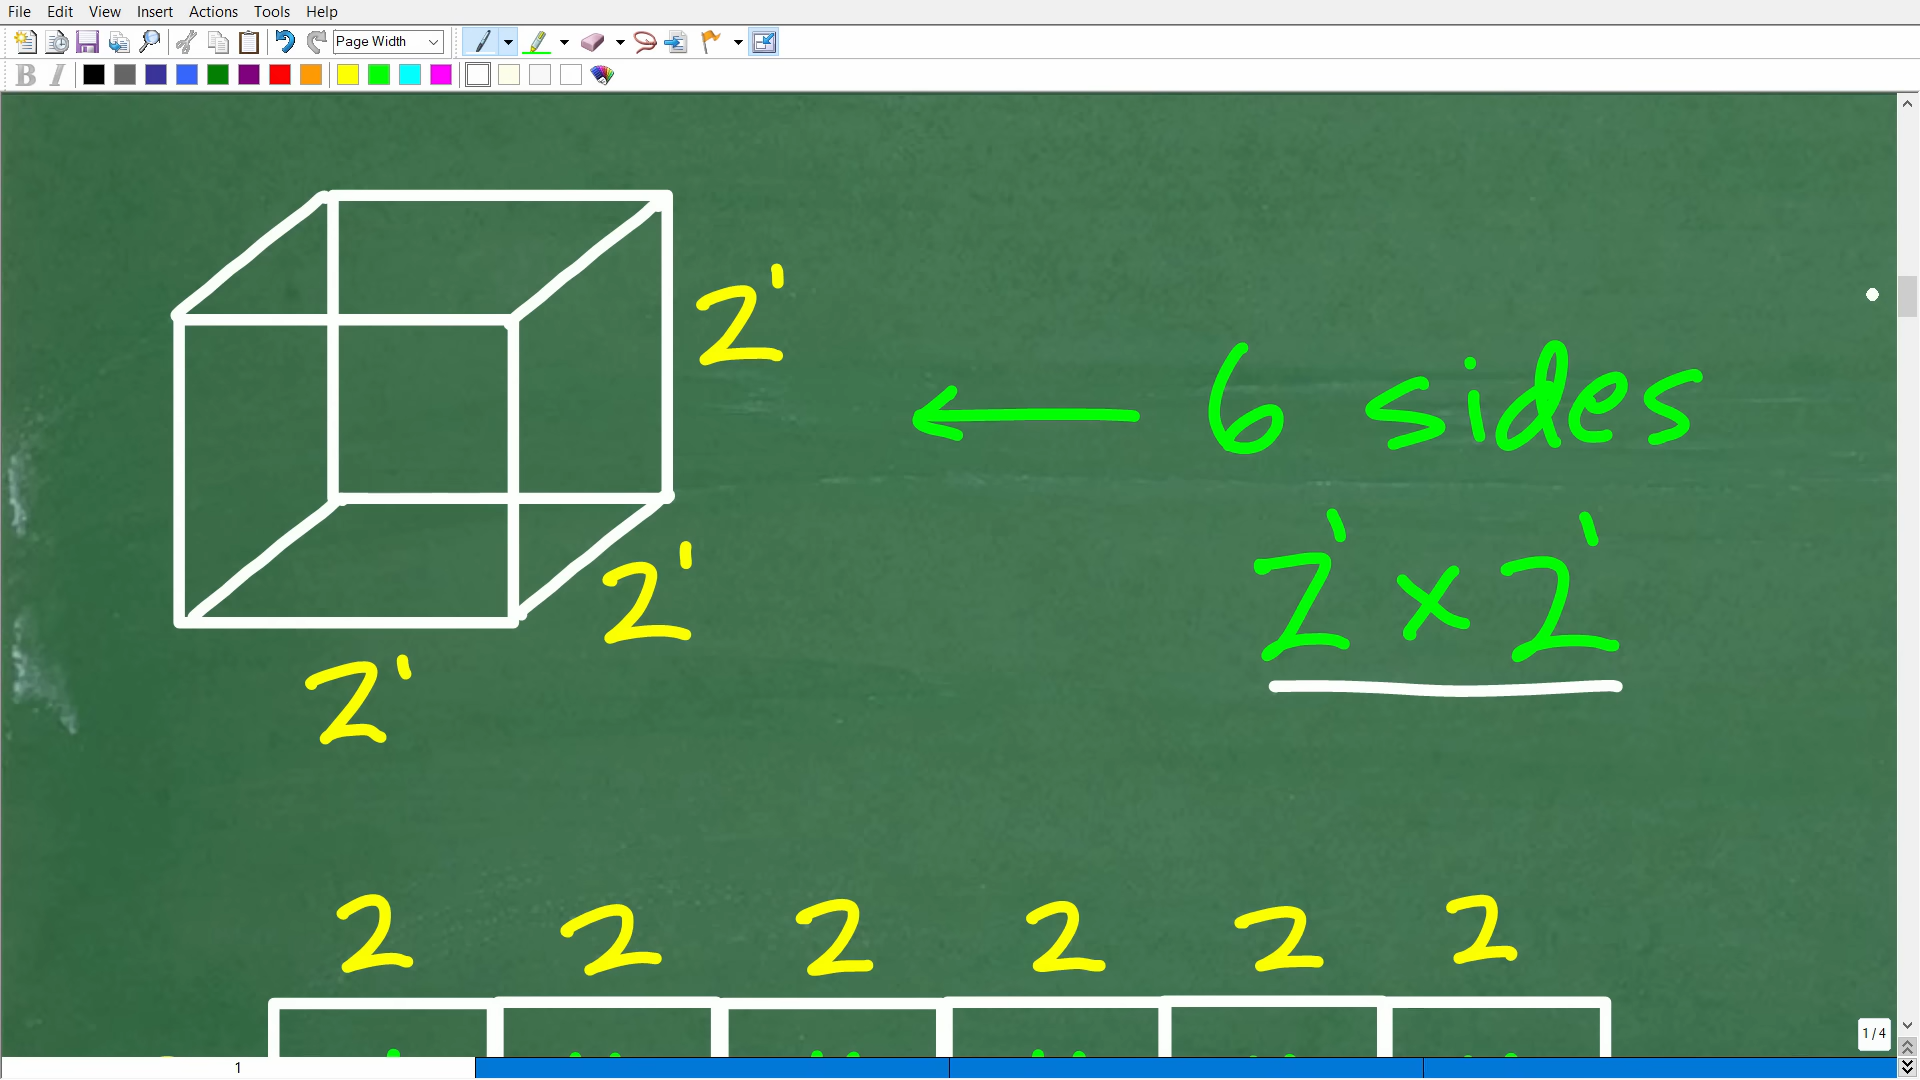 File Edit View Insert Actions Tools Help
Page Width
B I
2'
6 sides
2' x 2'
2'
2'
2 2 2 2 2 2
1 / 4
1